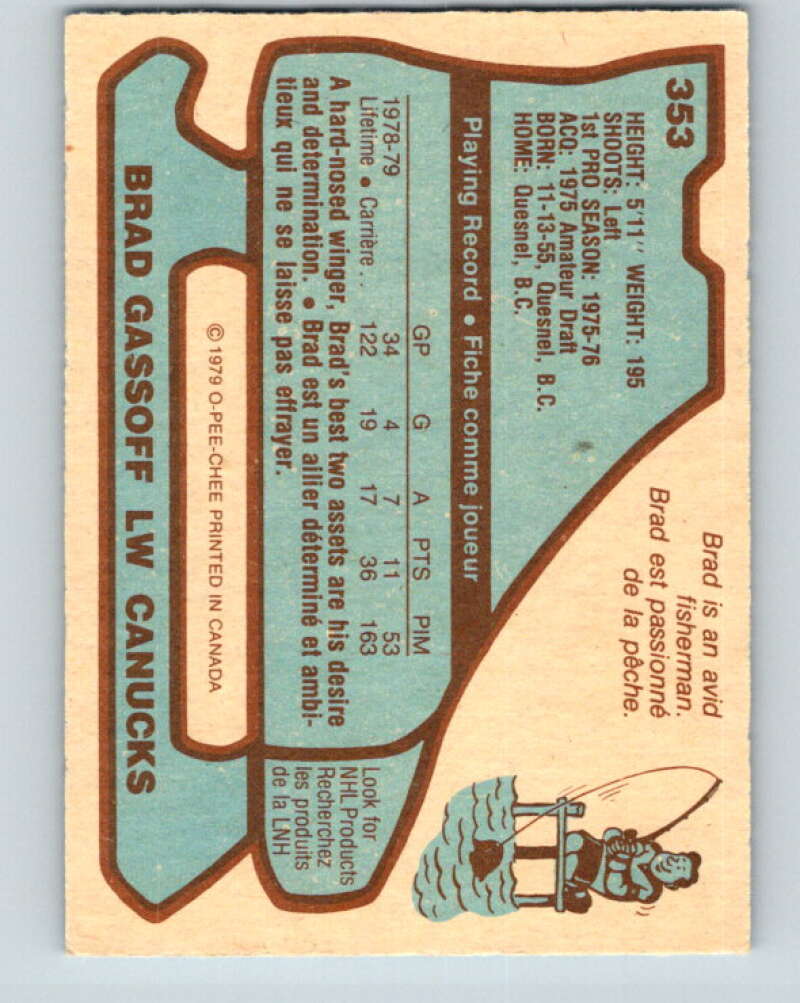 353
HEIGHT: 5'11" WEIGHT: 195
SHOOTS: Left
1st PRO SEASON: 1975-76
ACQ: 1975 Amateur Draft
BORN: 11-13-55, Quesnel, B.C.
HOME: Quesnel, B.C.
Brad is an avid
fisherman.
Brad est passionné
de la pêche.
Playing Record • Fiche comme joueur
GP G A PTS PIM
1978-79 34 4 7 11 53
Lifetime • Carrière . . 122 19 17 36 163
A hard-nosed winger, Brad's best two assets are his desire
and determination. • Brad est un ailier déterminé et ambi-
tieux qui ne se laisse pas effrayer.
Look for
NHL Products
Recherchez
les produits
de la LNH
© 1979 O-PEE-CHEE PRINTED IN CANADA
BRAD GASSOFF LW CANUCKS